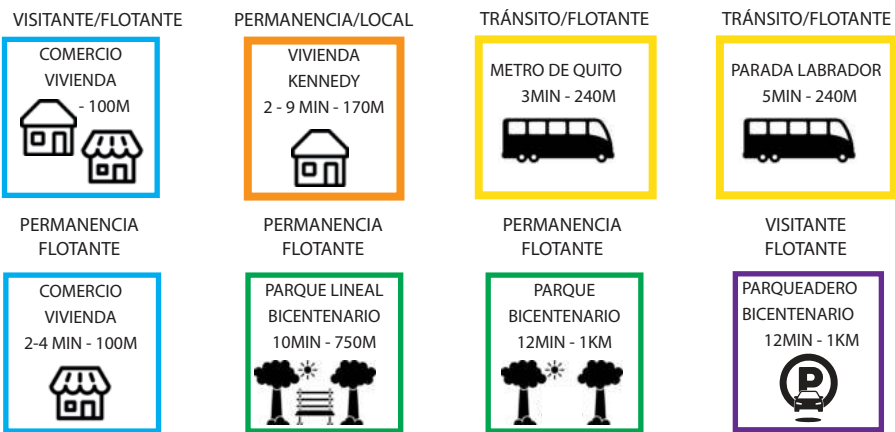 VISITANTE/FLOTANTE
COMERCIO
VIVIENDA
- 100M
PERMANENCIA/LOCAL
VIVIENDA
KENNEDY
2 - 9 MIN - 170M
TRÁNSITO/FLOTANTE
METRO DE QUITO
3MIN - 240M
TRÁNSITO/FLOTANTE
PARADA LABRADOR
5MIN - 240M
PERMANENCIA
FLOTANTE
COMERCIO
VIVIENDA
2-4 MIN - 100M
PERMANENCIA
FLOTANTE
PARQUE LINEAL
BICENTENARIO
10MIN - 750M
PERMANENCIA
FLOTANTE
PARQUE
BICENTENARIO
12MIN - 1KM
VISITANTE
FLOTANTE
PARQUEADERO
BICENTENARIO
12MIN - 1KM
P